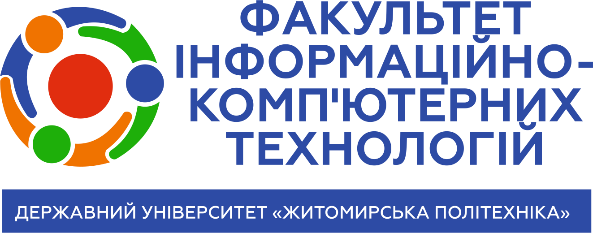 ФАКУЛЬТЕТ
ІНФОРМАЦІЙНО-
КОМП'ЮТЕРНИХ
ТЕХНОЛОГІЙ
ДЕРЖАВНИЙ УНІВЕРСИТЕТ «ЖИТОМИРСЬКА ПОЛІТЕХНІКА»